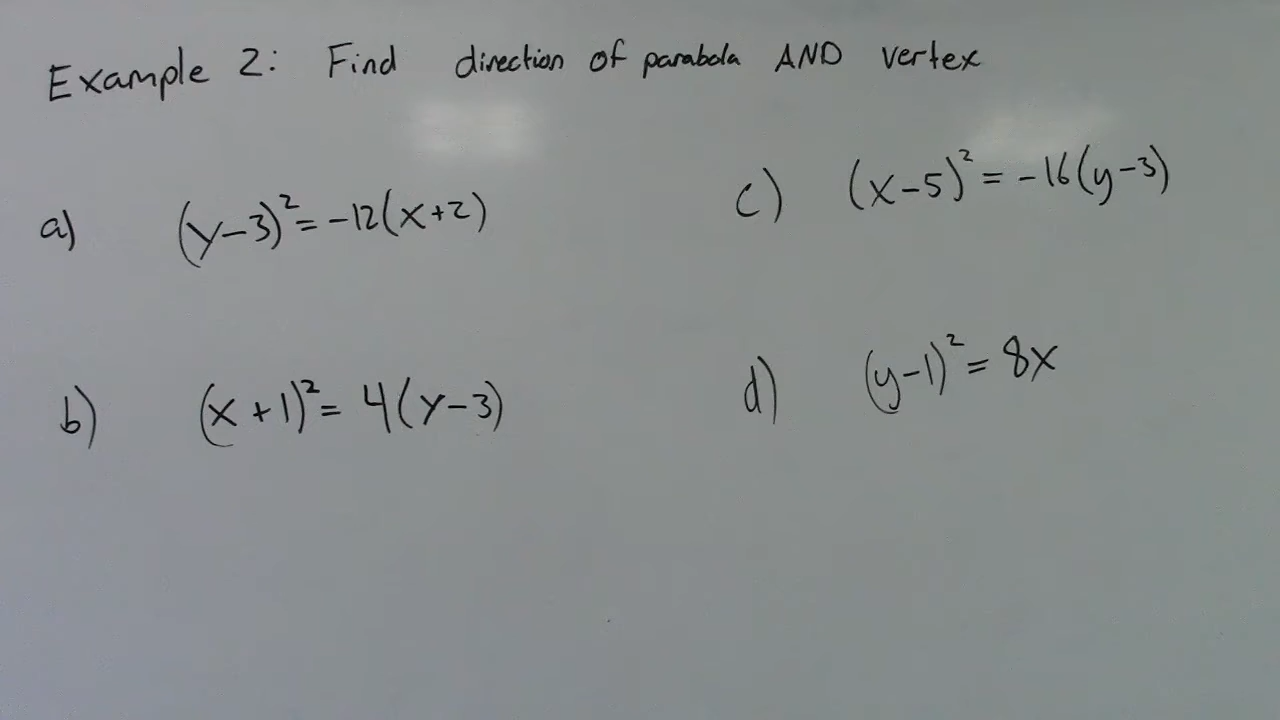 Example 2: Find direction of parabola AND vertex
a) (y-3)²=-12(x+2)
b) (x+1)²=4(y-3)
c) (x-5)²=-16(y-3)
d) (y-1)²=8x